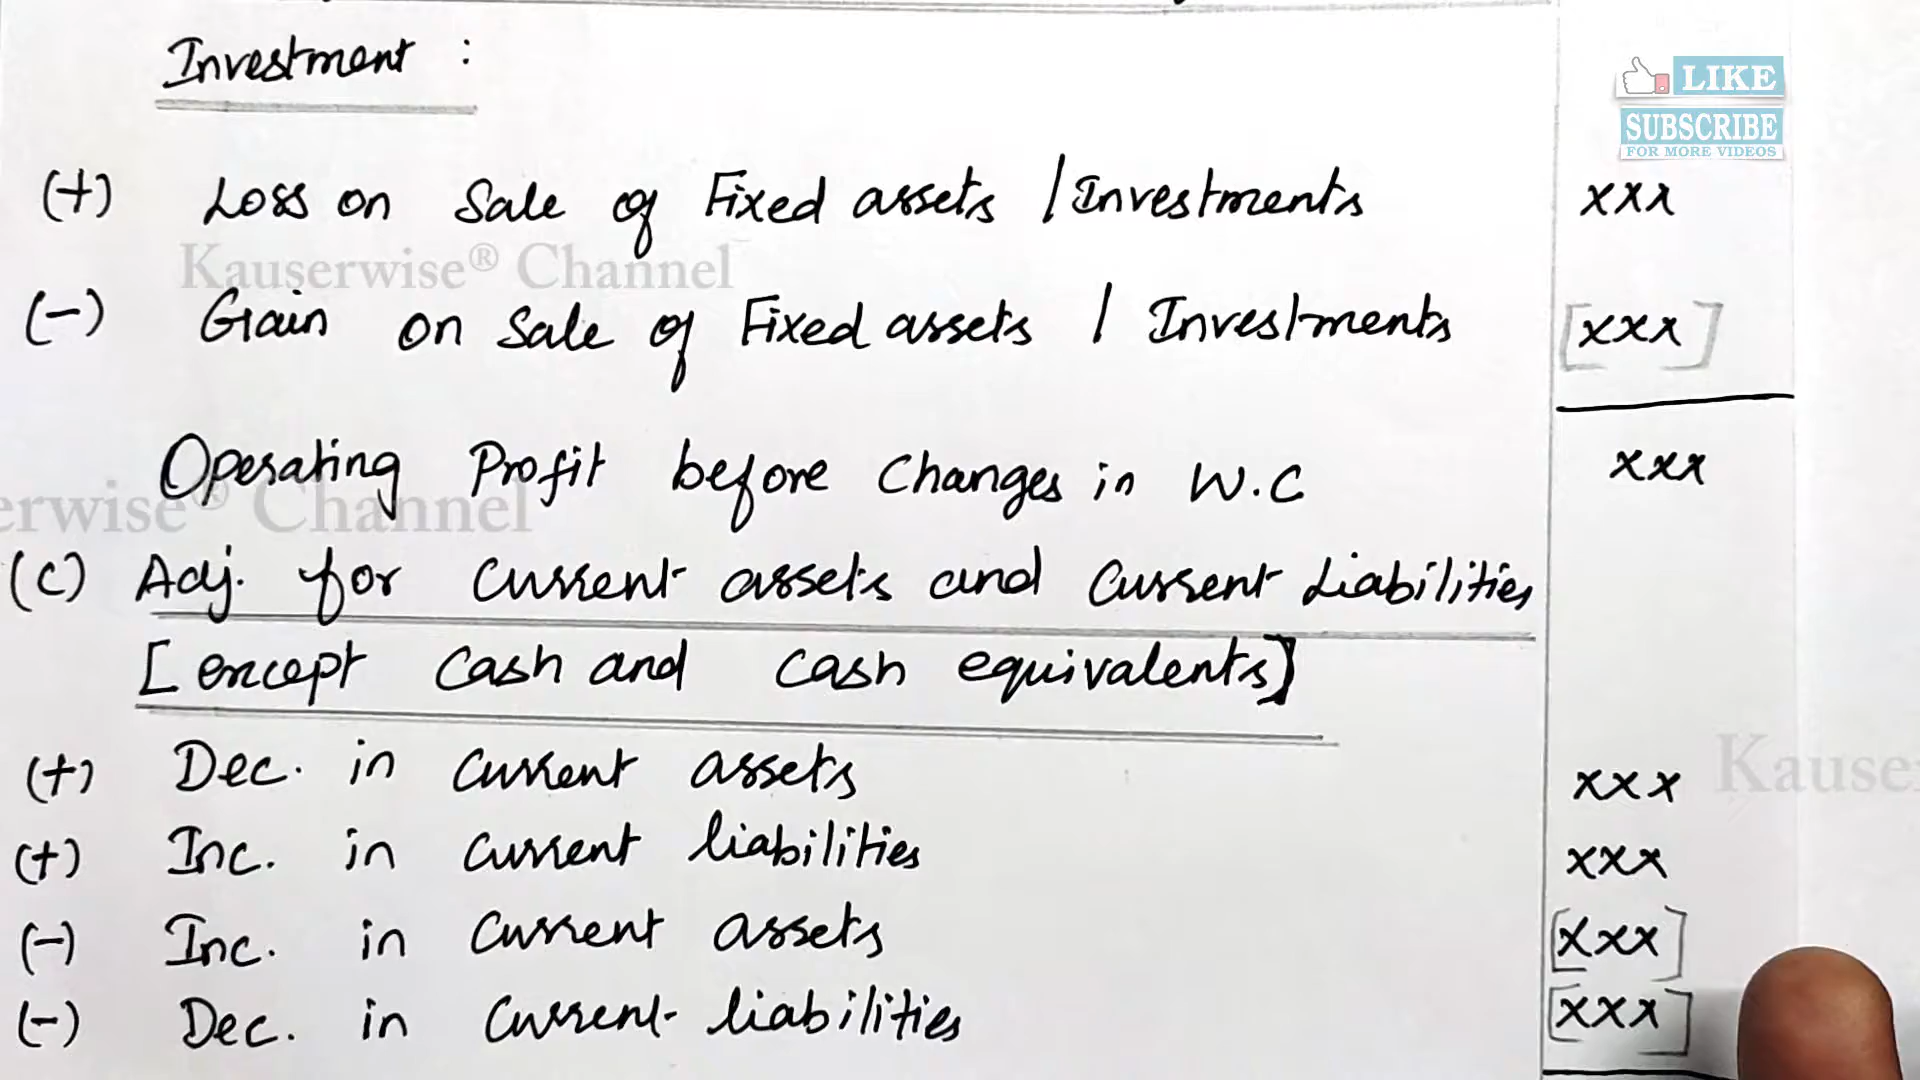 Investment :
LIKE
SUBSCRIBE
FOR MORE VIDEOS
(+) Loss on Sale of Fixed assets / Investments xxx
Kauserwise® Channel
(-) Gain on Sale of Fixed assets / Investments [xxx]
Operating Profit before Changes in W.C xxx
erwise® Channel
(C) Adj. for Current assets and Current Liabilities
[except Cash and Cash equivalents]
(+) Dec. in Current assets xxx
Kauser
(+) Inc. in Current liabilities xxx
(-) Inc. in Current assets [xxx]
(-) Dec. in Current liabilities [xxx]